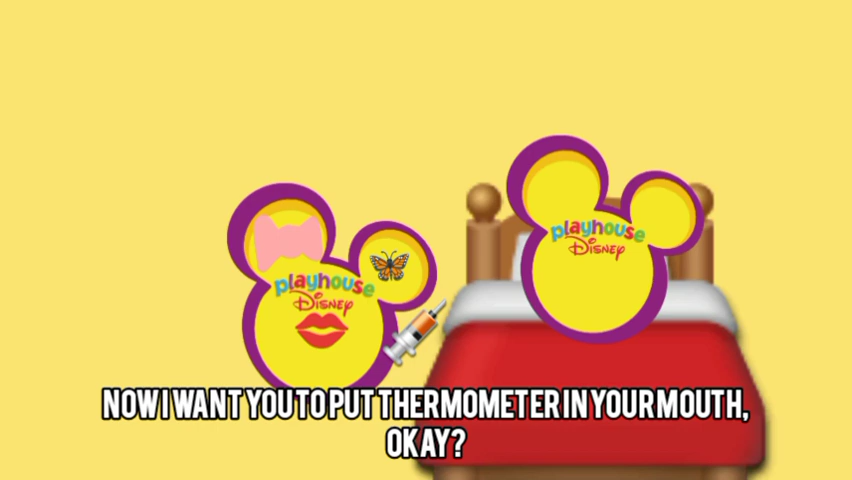 playhouse
Disney
playhouse
Disney
NOW I WANT YOU TO PUT THERMOMETER IN YOUR MOUTH,
OKAY?